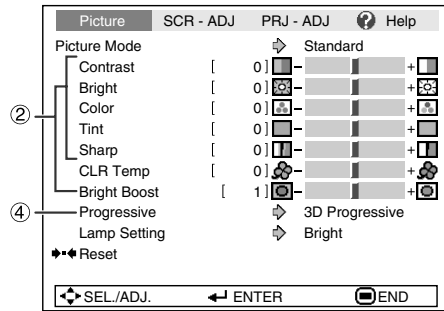 Picture SCR - ADJ PRJ - ADJ ? Help
Picture Mode Standard
Contrast [ 0 ] - +
Bright [ 0 ] - +
② Color [ 0 ] - +
Tint [ 0 ] - +
Sharp [ 0 ] - +
CLR Temp [ 0 ] - +
Bright Boost [ 1 ] - +
④ Progressive 3D Progressive
Lamp Setting Bright
Reset
SEL./ADJ. ENTER END